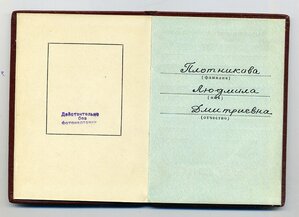 Действительно
без
фотокарточки
Плотникова
(фамилия)
Людмила
(имя)
Дмитриевна
(отчество)